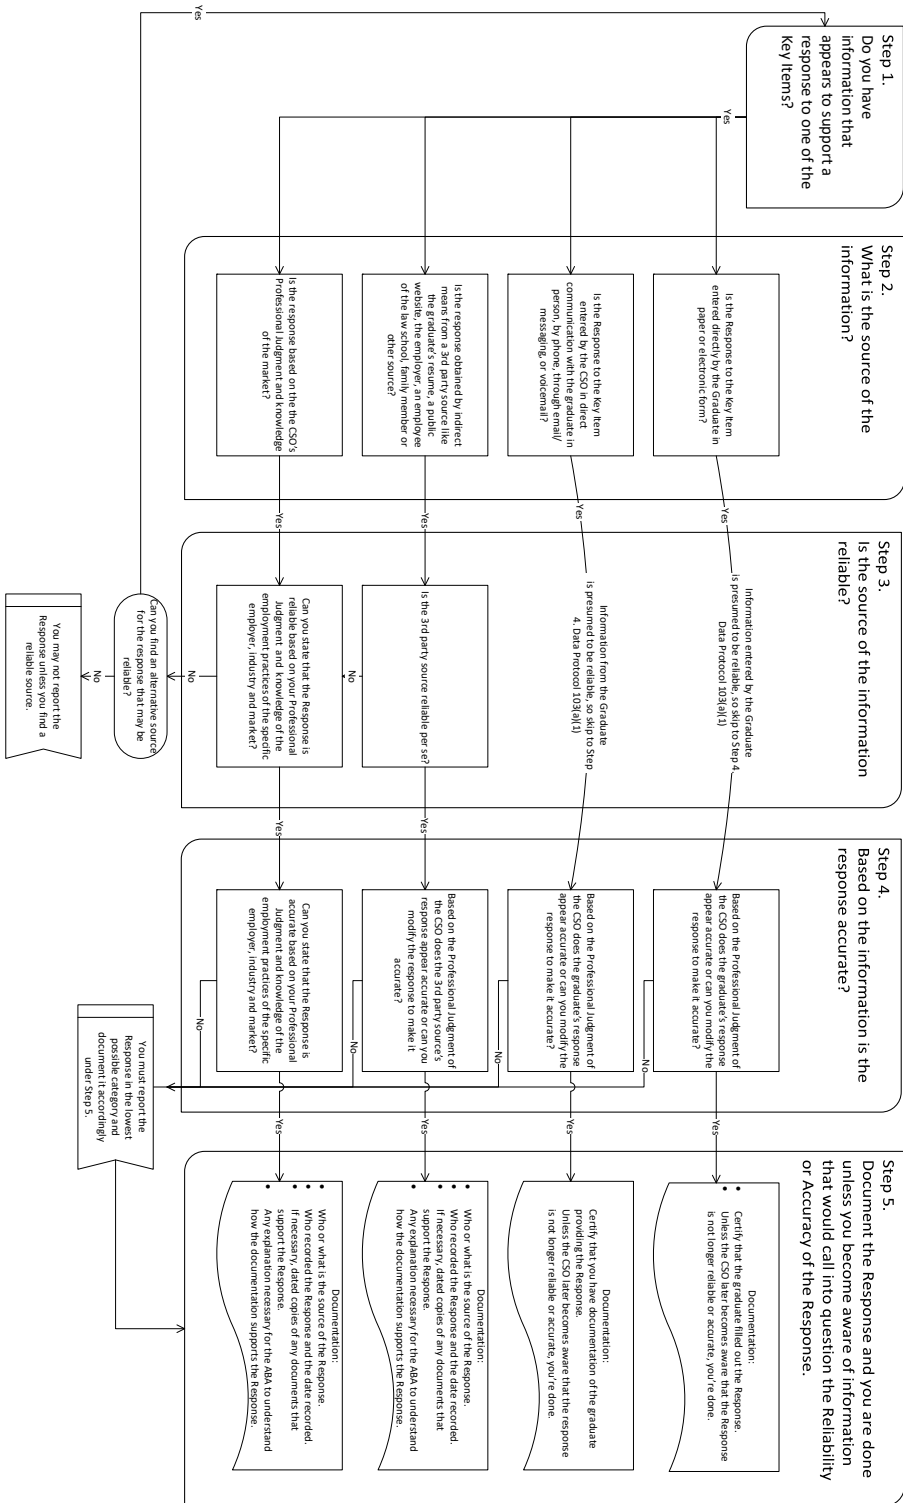 Step 1.
Do you have
information that
appears to support a
response to one of the
Key Items?
Yes
Yes
Step 2.
What is the source of the
information?
Is the Response to the Key Item
entered directly by the Graduate in
paper or electronic form?
Is the Response to the Key Item
entered by the CSO in direct
communication with the graduate in
person, by phone, through email/
messaging, or voicemail?
Is the response obtained by indirect
means from a 3rd party source like
the graduate's resume, a public
website, the employer, an employee
of the law school, family member or
other source?
Is the response based on the the CSO's
Professional Judgment and knowledge
of the market?
Yes
Yes
Yes
Yes
Step 3.
Is the source of the information
reliable?
Information entered by the Graduate
is presumed to be reliable, so skip to Step 4.
Data Protocol 103(a)(1)
Information from the Graduate
is presumed to be reliable, so skip to Step
4. Data Protocol 103(a)(1)
Is the 3rd party source reliable per se?
No
Can you state that the Response is
reliable based on your Professional
Judgment and knowledge of the
employment practices of the specific
employer, industry and market?
No
Can you find an alternative source
for the response that may be
reliable?
No
You may not report the
Response unless you find a
reliable source.
Yes
Yes
Step 4.
Based on the information is the
response accurate?
Based on the Professional Judgment of
the CSO does the graduate's response
appear accurate or can you modify the
response to make it accurate?
Based on the Professional Judgment of
the CSO does the graduate's response
appear accurate or can you modify the
response to make it accurate?
Based on the Professional Judgment of
the CSO does the 3rd party source's
response appear accurate or can you
modify the response to make it
accurate?
Can you state that the Response is
accurate based on your Professional
Judgment and knowledge of the
employment practices of the specific
employer, industry and market?
No
No
No
No
You must report the
Response in the lowest
possible category and
document it accordingly
under Step 5.
Yes
Yes
Yes
Yes
Step 5.
Document the Response and you are done
unless you become aware of information
that would call into question the Reliability
or Accuracy of the Response.
Documentation:
• Certify that the graduate filled out the Response.
• Unless the CSO later becomes aware that the Response
is not longer reliable or accurate, you're done.
Documentation:
Certify that you have documentation of the graduate
providing the Response.
Unless the CSO later becomes aware that the response
is not longer reliable or accurate, you're done.
Documentation:
• Who or what is the source of the Response.
• Who recorded the Response and the date recorded.
• If necessary, dated copies of any documents that
support the Response.
• Any explanation necessary for the ABA to understand
how the documentation supports the Response.
Documentation:
• Who or what is the source of the Response.
• Who recorded the Response and the date recorded.
• If necessary, dated copies of any documents that
support the Response.
• Any explanation necessary for the ABA to understand
how the documentation supports the Response.